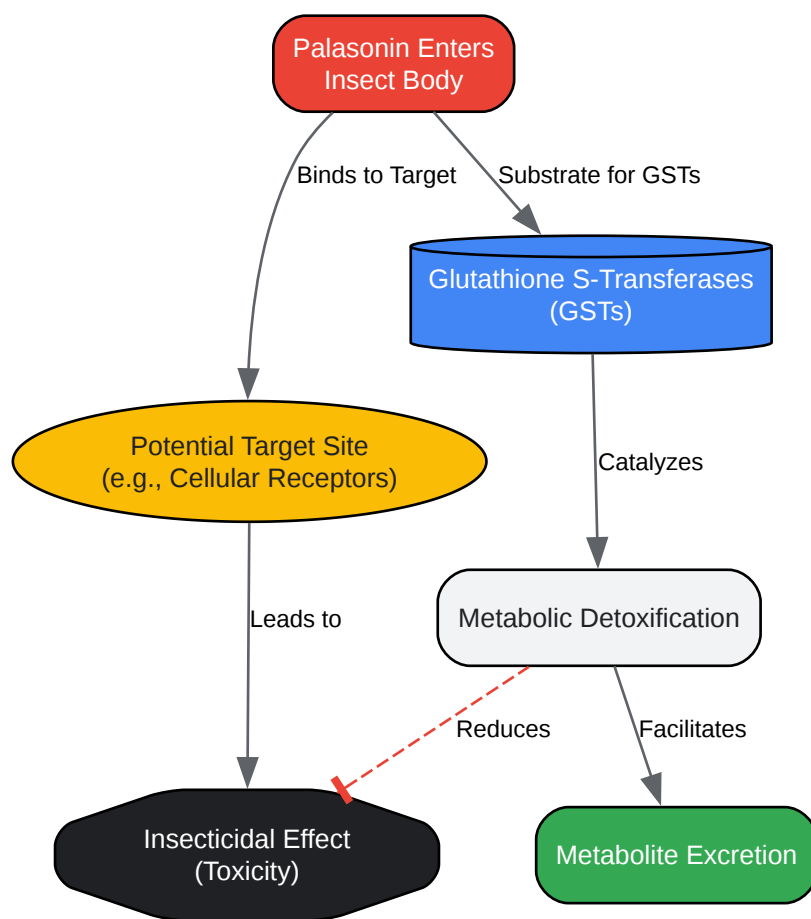 Palasonin Enters
Insect Body
Binds to Target
Substrate for GSTs
Glutathione S-Transferases
(GSTs)
Potential Target Site
(e.g., Cellular Receptors)
Catalyzes
Leads to
Metabolic Detoxification
Reduces
Facilitates
Insecticidal Effect
(Toxicity)
Metabolite Excretion